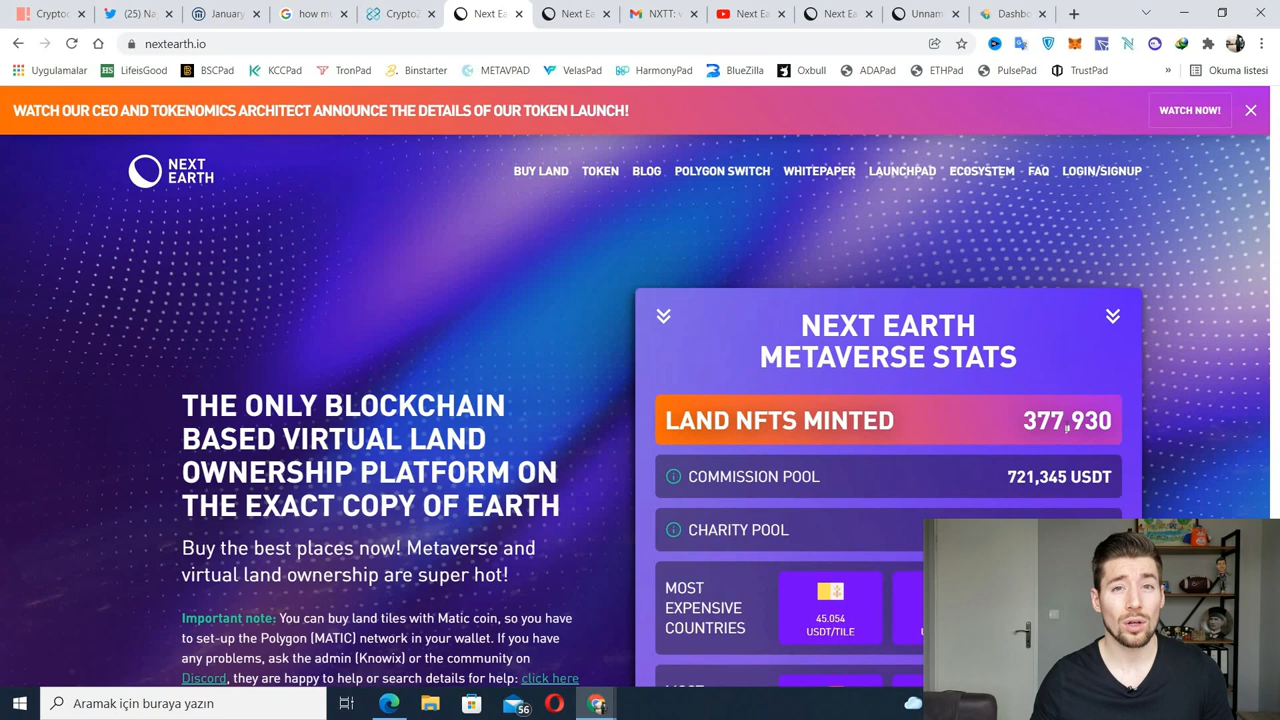 Cryptoc
(25) Na
January
how m
CryptoZ
Next Ea
Next Ea
NXTT: v
Next Ea
Next Ea
Unnam
Dashbo
nextearth.io
Uygulamalar
LifeisGood
BSCPad
KCCPad
TronPad
Binstarter
METAVPAD
VelasPad
HarmonyPad
BlueZilla
Oxbull
ADAPad
ETHPad
PulsePad
TrustPad
»
Okuma listesi
WATCH OUR CEO AND TOKENOMICS ARCHITECT ANNOUNCE THE DETAILS OF OUR TOKEN LAUNCH!
WATCH NOW!
NEXT
EARTH
BUY LAND TOKEN BLOG POLYGON SWITCH WHITEPAPER LAUNCHPAD ECOSYSTEM FAQ LOGIN/SIGNUP
THE ONLY BLOCKCHAIN
BASED VIRTUAL LAND
OWNERSHIP PLATFORM ON
THE EXACT COPY OF EARTH
Buy the best places now! Metaverse and
virtual land ownership are super hot!
Important note: You can buy land tiles with Matic coin, so you have
to set-up the Polygon (MATIC) network in your wallet. If you have
any problems, ask the admin (Knowix) or the community on
Discord, they are happy to help or search details for help: click here
NEXT EARTH
METAVERSE STATS
LAND NFTS MINTED 377,930
COMMISSION POOL 721,345 USDT
CHARITY POOL
MOST
EXPENSIVE
COUNTRIES
45.054
USDT/TILE
Aramak için buraya yazın
56